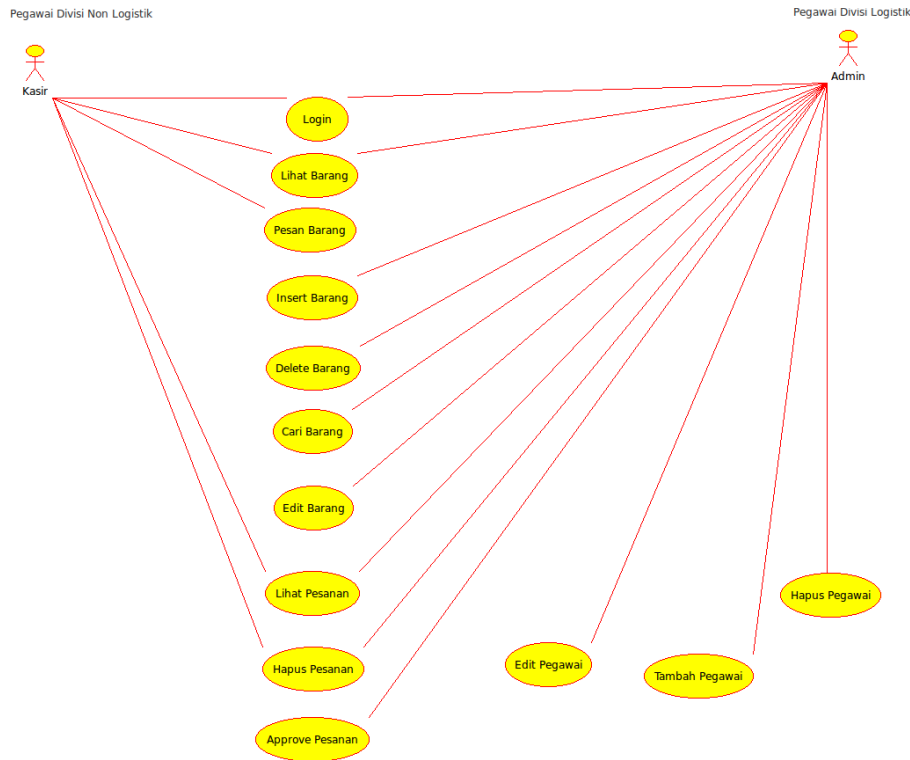 Pegawai Divisi Non Logistik
Pegawai Divisi Logistik
Kasir
Admin
Login
Lihat Barang
Pesan Barang
Insert Barang
Delete Barang
Cari Barang
Edit Barang
Lihat Pesanan
Hapus Pegawai
Hapus Pesanan
Edit Pegawai
Tambah Pegawai
Approve Pesanan